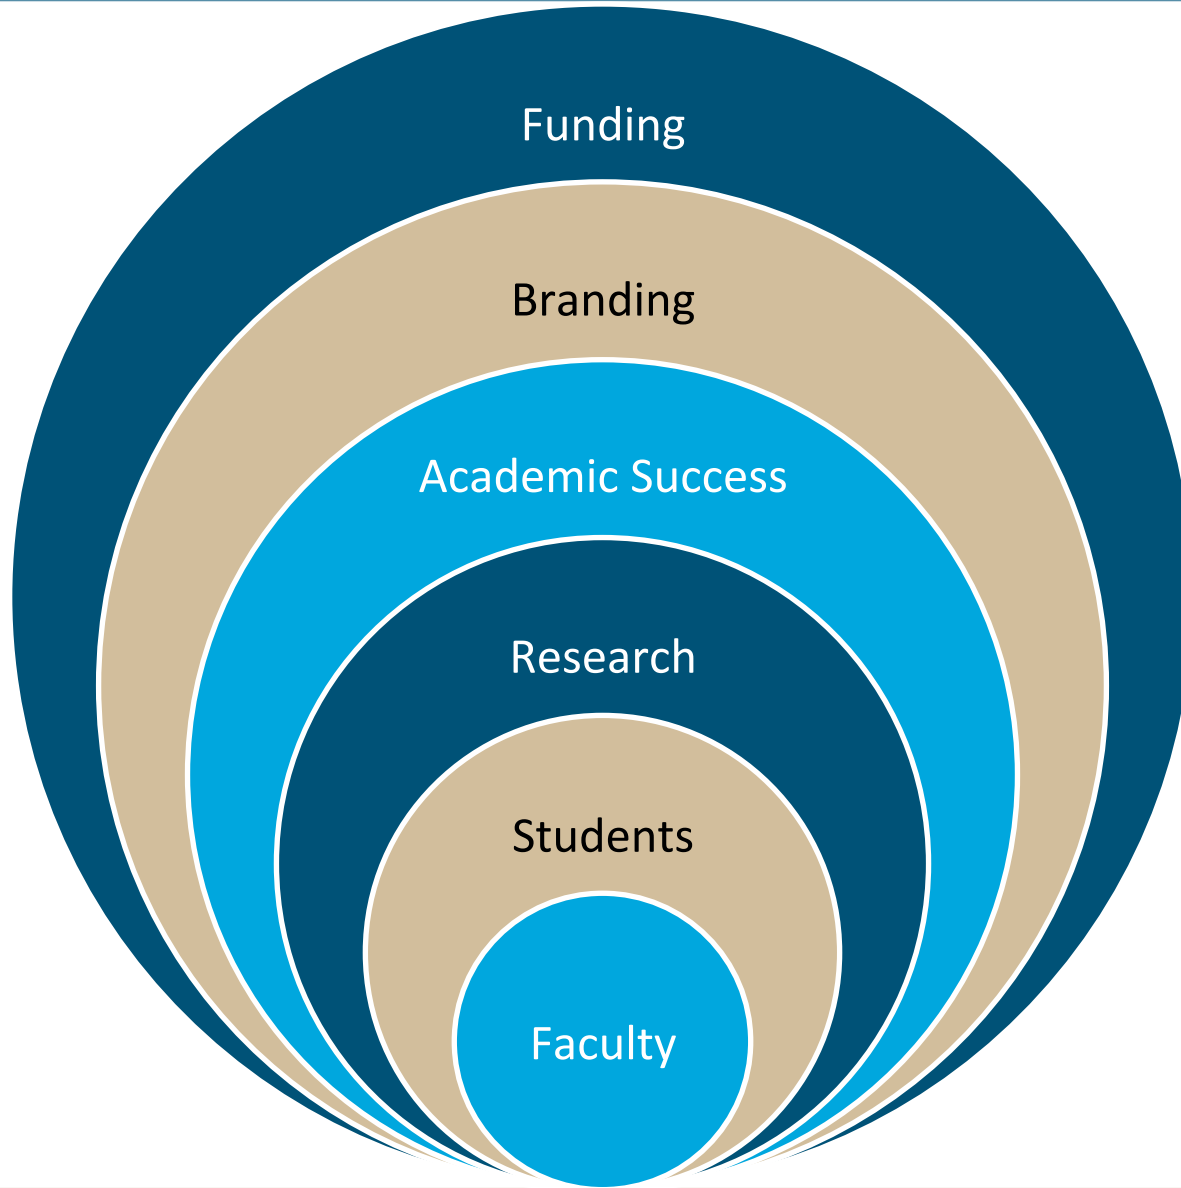 Funding
Branding
Academic Success
Research
Students
Faculty